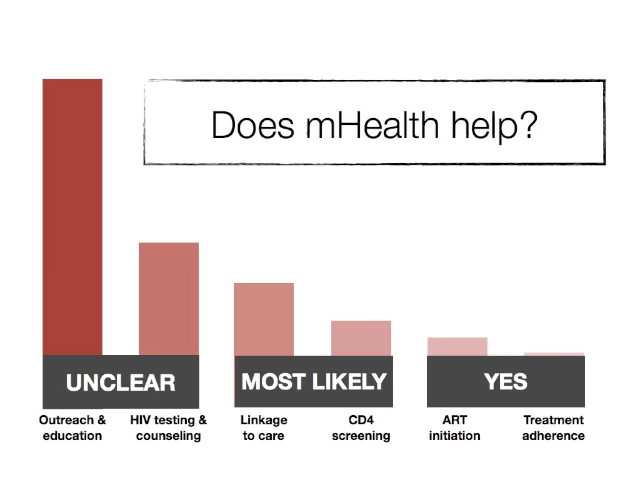 Does mHealth help?
UNCLEAR
MOST LIKELY
YES
Outreach &
education
HIV testing &
counseling
Linkage
to care
CD4
screening
ART
initiation
Treatment
adherence